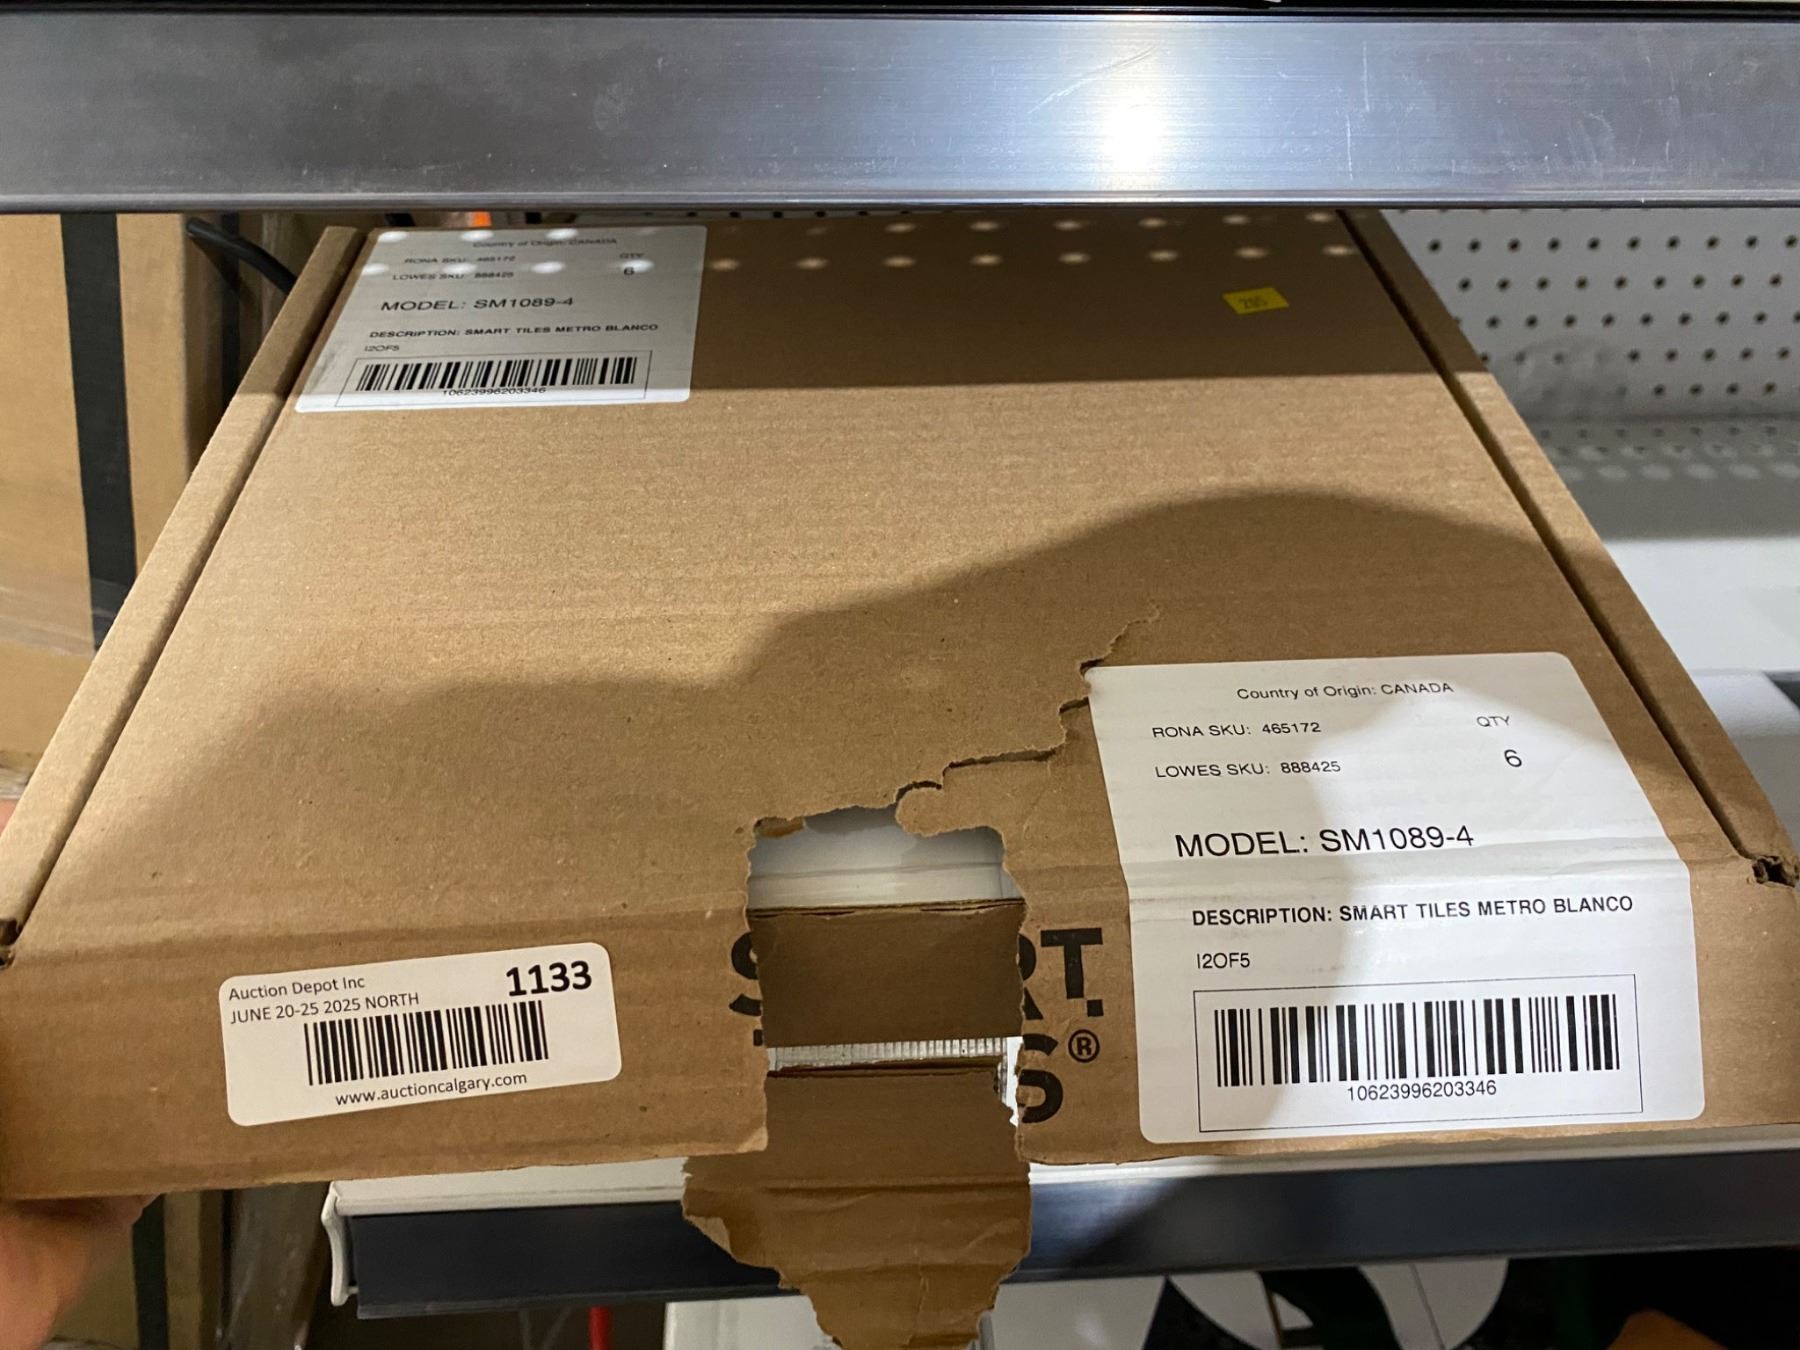 Country of Origin: CANADA
RONA SKU: 465172
QTY
LOWES SKU: 888425
6
MODEL: SM1089-4
DESCRIPTION: SMART TILES METRO BLANCO
I2OF5
10623996203346
Country of Origin: CANADA
RONA SKU: 465172
QTY
LOWES SKU: 888425
6
MODEL: SM1089-4
DESCRIPTION: SMART TILES METRO BLANCO
I2OF5
10623996203346
Auction Depot Inc
1133
JUNE 20-25 2025 NORTH
www.auctioncalgary.com